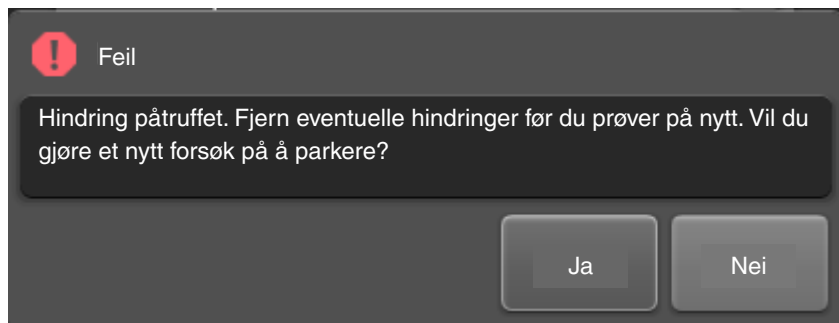 Feil
Hindring påtruffet. Fjern eventuelle hindringer før du prøver på nytt. Vil du
gjøre et nytt forsøk på å parkere?
Ja
Nei